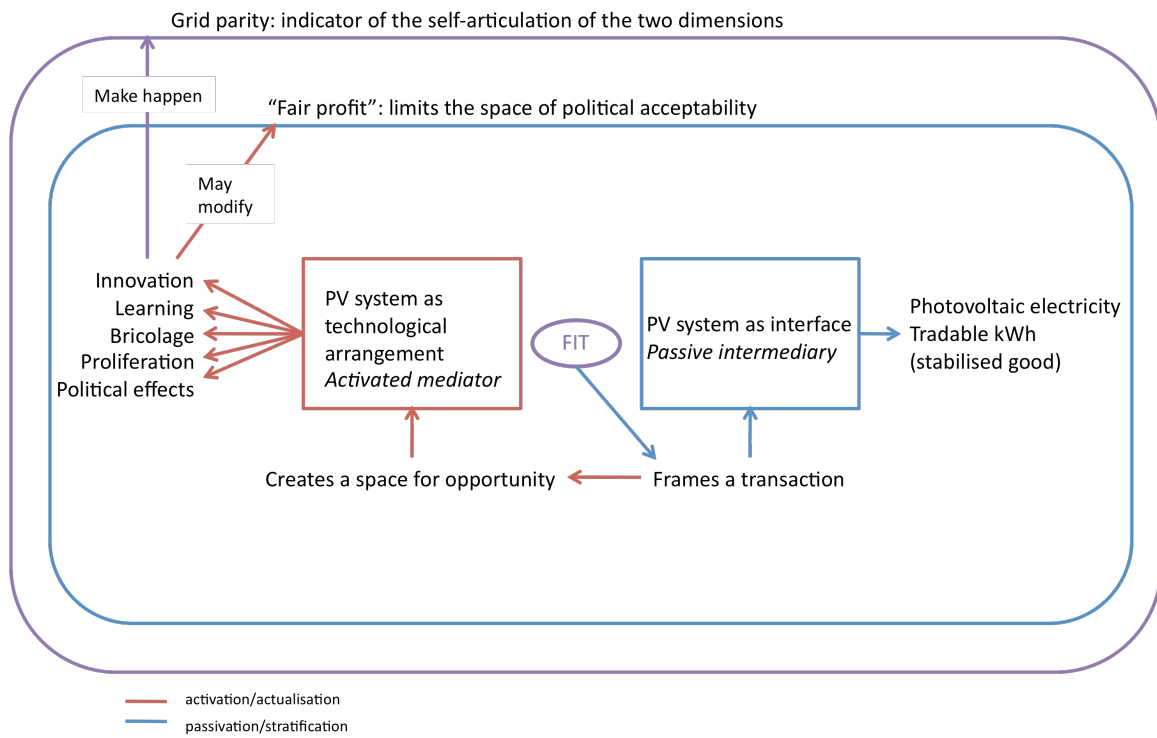 Grid parity: indicator of the self-articulation of the two dimensions
Make happen
“Fair profit”: limits the space of political acceptability
May
modify
Innovation
Learning
Bricolage
Proliferation
Political effects
PV system as
technological
arrangement
Activated mediator
FIT
PV system as interface
Passive intermediary
Photovoltaic electricity
Tradable kWh
(stabilised good)
Creates a space for opportunity
Frames a transaction
activation/actualisation
passivation/stratification